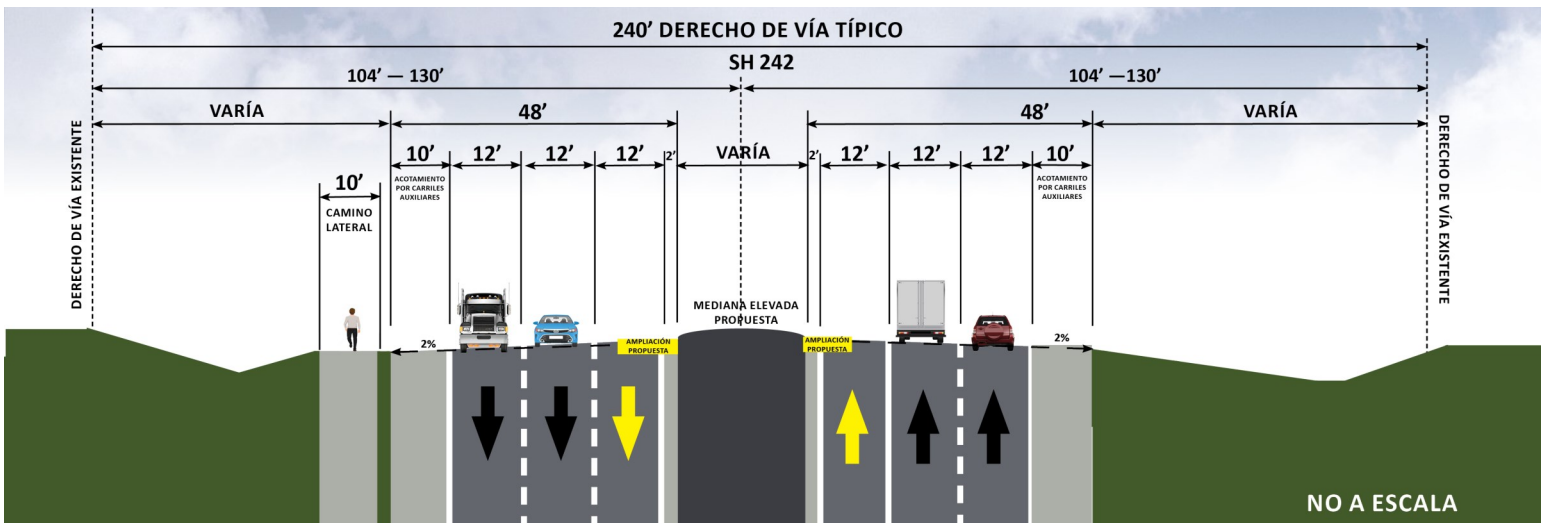 240’ DERECHO DE VÍA TÍPICO
SH 242
104’ — 130’
104’ —130’
VARÍA
48’
48’
VARÍA
10’
12’
12’
12’
2’
VARÍA
2’
12’
12’
12’
10’
ACOTAMIENTO
POR CARRILES
AUXILIARES
ACOTAMIENTO
POR CARRILES
AUXILIARES
10’
CAMINO
LATERAL
DERECHO DE VÍA EXISTENTE
DERECHO DE VÍA EXISTENTE
MEDIANA ELEVADA
PROPUESTA
2%
AMPLIACIÓN
PROPUESTA
AMPLIACIÓN
PROPUESTA
2%
NO A ESCALA